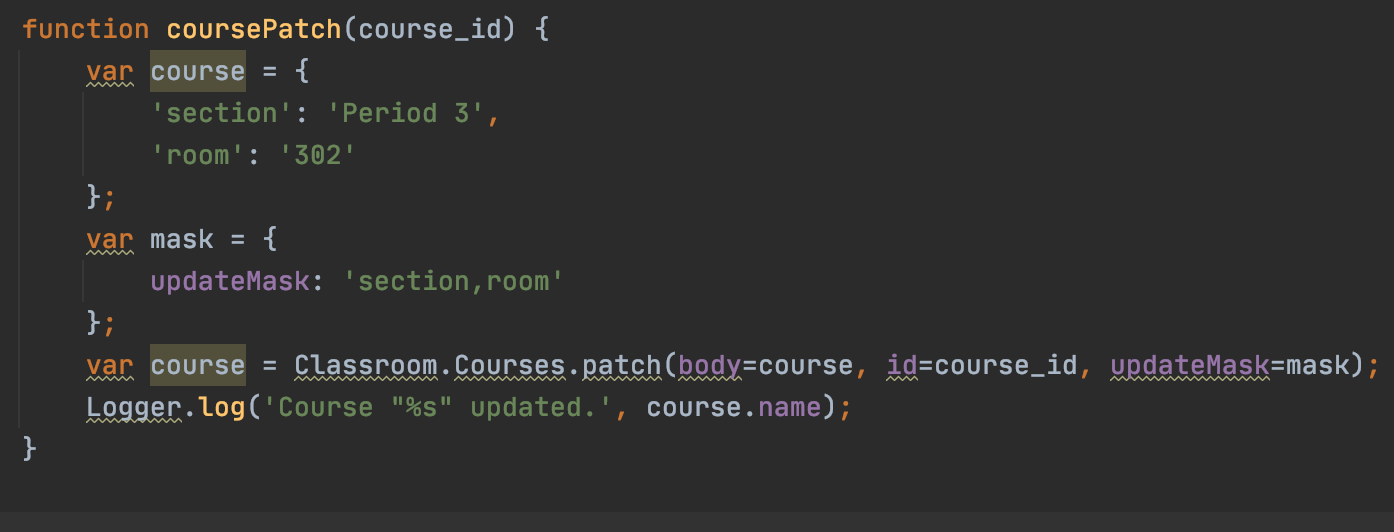 function coursePatch(course_id) {
    var course = {
        'section': 'Period 3',
        'room': '302'
    };
    var mask = {
        updateMask: 'section,room'
    };
    var course = Classroom.Courses.patch(body=course, id=course_id, updateMask=mask);
    Logger.log('Course "%s" updated.', course.name);
}